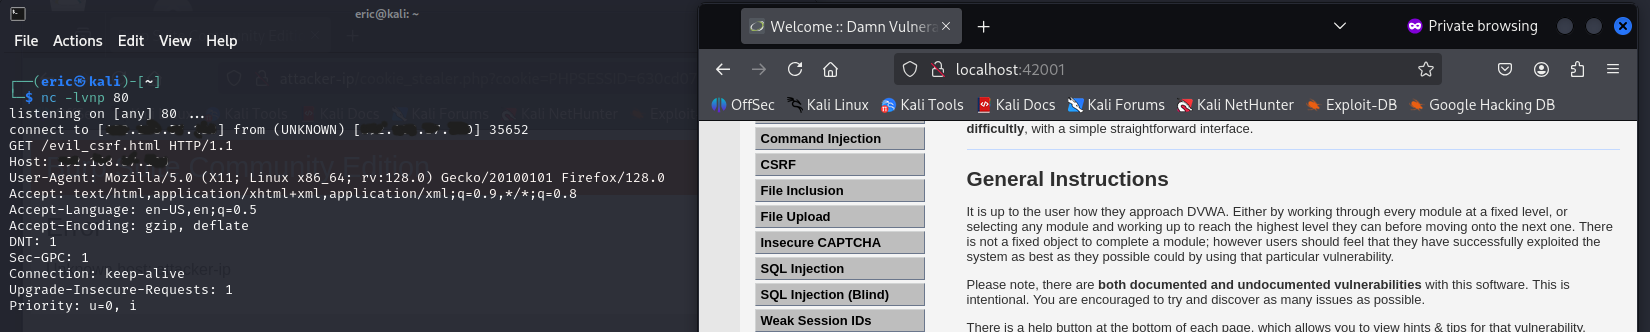 eric@kali: ~
File Actions Edit View Help
(eric㉿kali)-[~]
$ nc -lvnp 80
listening on [any] 80 ...
connect to [ ] from (UNKNOWN) [ ] 35652
GET /evil_csrf.html HTTP/1.1
Host:
User-Agent: Mozilla/5.0 (X11; Linux x86_64; rv:128.0) Gecko/20100101 Firefox/128.0
Accept: text/html,application/xhtml+xml,application/xml;q=0.9,*/*;q=0.8
Accept-Language: en-US,en;q=0.5
Accept-Encoding: gzip, deflate
DNT: 1
Sec-GPC: 1
Connection: keep-alive
Upgrade-Insecure-Requests: 1
Priority: u=0, i
Welcome :: Damn Vulnera
Private browsing
localhost:42001
OffSec Kali Linux Kali Tools Kali Docs Kali Forums Kali NetHunter Exploit-DB Google Hacking DB
Command Injection
CSRF
File Inclusion
File Upload
Insecure CAPTCHA
SQL Injection
SQL Injection (Blind)
Weak Session IDs
difficultly, with a simple straightforward interface.
General Instructions
It is up to the user how they approach DVWA. Either by working through every module at a fixed level, or
selecting any module and working up to reach the highest level they can before moving onto the next one. There
is not a fixed object to complete a module; however users should feel that they have successfully exploited the
system as best as they possible could by using that particular vulnerability.
Please note, there are both documented and undocumented vulnerabilities with this software. This is
intentional. You are encouraged to try and discover as many issues as possible.
There is a help button at the bottom of each page, which allows you to view hints & tips for that vulnerability.